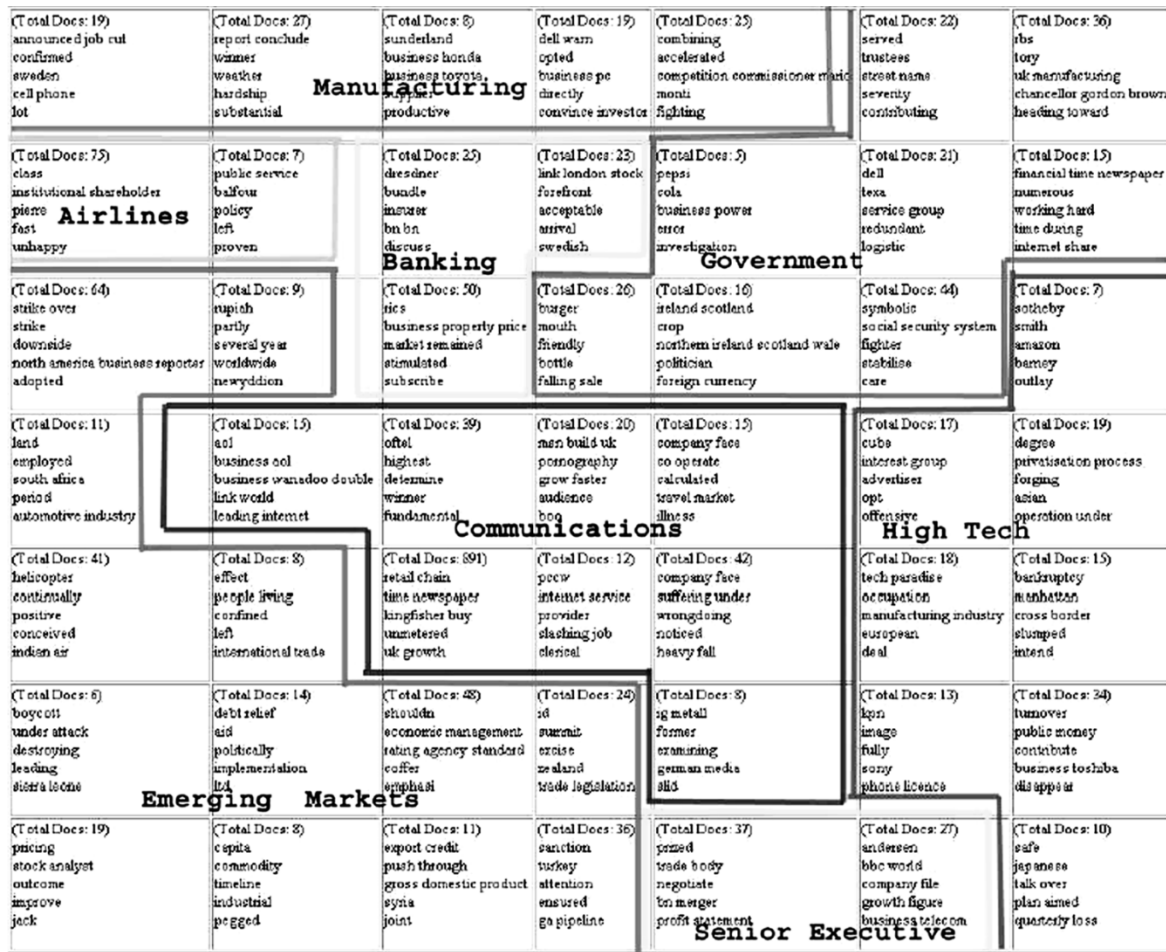 (Total Docs: 19)
announced job cut
confirmed
sweden
cell phone
lot
(Total Docs: 27)
report conclude
winner
weather
hardship
substantial
(Total Docs: 8)
sunderland
business honda
business toyota
supplier
productive
(Total Docs: 19)
dell warn
opted
business pc
directly
convince investor
(Total Docs: 25)
combining
accelerated
competition commissioner mario
monti
fighting
(Total Docs: 22)
served
trustees
street name
severity
contributing
(Total Docs: 36)
rbs
tory
uk manufacturing
chancellor gordon brown
heading toward
Manufacturing
(Total Docs: 75)
class
institutional shareholder
pierre
fast
unhappy
(Total Docs: 7)
public service
balfour
policy
left
proven
Airlines
(Total Docs: 25)
dresdner
bundle
insurer
bn bn
discuss
(Total Docs: 23)
link london stock
forefront
acceptable
arrival
swedish
Banking
(Total Docs: 5)
pepsi
cola
business power
error
investigation
(Total Docs: 21)
dell
texa
service group
redundant
logistic
Government
(Total Docs: 15)
financial time newspaper
numerous
working hard
time during
internet share
(Total Docs: 64)
strike over
strike
downside
north america business reporter
adopted
(Total Docs: 9)
rupiah
partly
several year
worldwide
newyddion
(Total Docs: 50)
rics
business property price
market remained
stimulated
subscribe
(Total Docs: 26)
burger
mouth
friendly
bottle
falling sale
(Total Docs: 16)
ireland scotland
crop
northern ireland scotland wale
politician
foreign currency
(Total Docs: 44)
symbolic
social security system
fighter
stabilise
care
(Total Docs: 7)
sotheby
smith
amazon
barney
outlay
(Total Docs: 11)
land
employed
south africa
period
automotive industry
(Total Docs: 15)
aol
business aol
business wanadoo double
link world
leading internet
(Total Docs: 39)
oftel
highest
determine
winner
fundamental
(Total Docs: 20)
msn build uk
pornography
grow faster
audience
boo
(Total Docs: 15)
company face
co operate
calculated
travel market
illness
Communications
(Total Docs: 17)
cube
interest group
advertiser
opt
offensive
(Total Docs: 19)
degree
privatisation process
forging
asian
operation under
High Tech
(Total Docs: 41)
helicopter
continually
positive
conceived
indian air
(Total Docs: 8)
effect
people living
confined
left
international trade
(Total Docs: 891)
retail chain
time newspaper
kingfisher buy
unmetered
uk growth
(Total Docs: 12)
pccw
internet service
provider
slashing job
clerical
(Total Docs: 42)
company face
suffering under
wrongdoing
noticed
heavy fall
(Total Docs: 18)
tech paradise
occupation
manufacturing industry
european
deal
(Total Docs: 15)
bankruptcy
manhattan
cross border
slumped
intend
(Total Docs: 6)
boycott
under attack
destroying
leading
sierra leone
(Total Docs: 14)
debt relief
aid
politically
implementation
ltd
(Total Docs: 48)
shouldn
economic management
rating agency standard
coffer
emphasi
(Total Docs: 24)
id
summit
excise
zealand
trade legislation
(Total Docs: 8)
ig metall
former
examining
german media
slid
(Total Docs: 13)
kpn
image
fully
sony
phone licence
(Total Docs: 34)
turnover
public money
contribute
business toshiba
disappear
Emerging Markets
(Total Docs: 19)
pricing
stock analyst
outcome
improve
jack
(Total Docs: 8)
capita
commodity
timeline
industrial
pegged
(Total Docs: 11)
export credit
push through
gross domestic product
syria
joint
(Total Docs: 36)
sanction
turkey
attention
ensured
ga pipeline
(Total Docs: 37)
prized
trade body
negotiate
bn merger
profit statement
(Total Docs: 27)
andersen
bbc world
company file
growth figure
business telecom
(Total Docs: 10)
safe
japanese
talk over
plan aimed
quarterly loss
Senior Executive